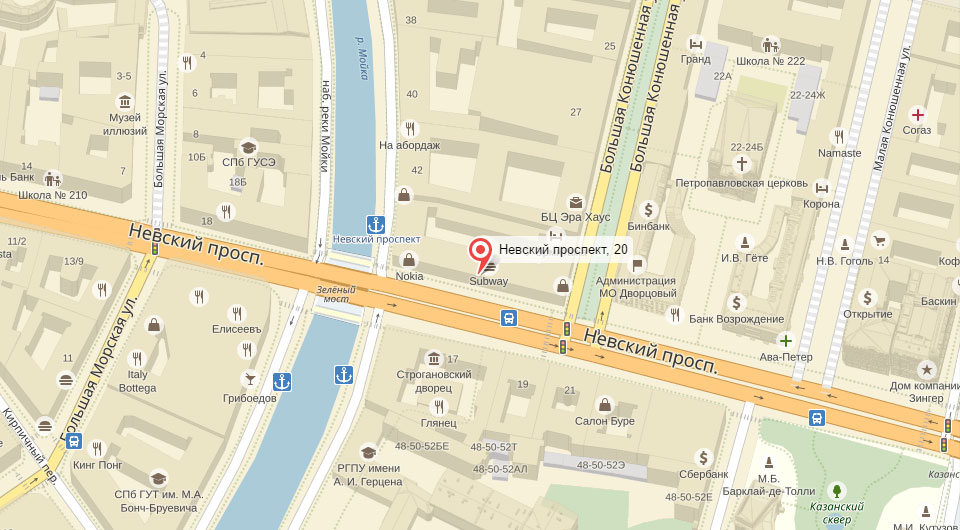 38
25
Гранд
Школа № 222
22А
22-24Ж
4
3-5
6
Музей
иллюзий
8
10Б
СПб ГУСЭ
18Б
14
ль Банк
Школа № 210
18
Большая Морская ул.
наб. реки Мойки
р. Мойка
40
На абордаж
42
27
Большая Конюшенная ул.
Большая Конюшенная ул.
22-24Б
Петропавловская церковь
Малая Конюшенная ул.
Согаз
Namaste
Корона
БЦ Эра Хаус
Бинбанк
И.В. Гёте
Н.В. Гоголь
Коф
11/2
sta
13/9
Невский просп.
Невский проспект
Невский проспект, 20
Nokia
Subway
Зелёный
мост
Администрация
МО Дворцовый
Банк Возрождение
Открытие
Баскин
Невский просп.
Ава-Петер
Дом компании
Зингер
Елисеевъ
11
Italy
Bottega
Грибоедов
Большая Морская ул.
Кирпичный пер.
Кинг Понг
СПб ГУТ им. М.А.
Бонч-Бруевича
17
Строгановский
дворец
19
21
Глянец
Салон Буре
48-50-52БЕ
48-50-52Т
48-50-52АЛ
48-50-52Э
РГПУ имени
А. И. Герцена
Сбербанк
48-50-52Е
М.Б.
Барклай-де-Толли
Казанский
сквер
Казанс
М.И. Кутузов